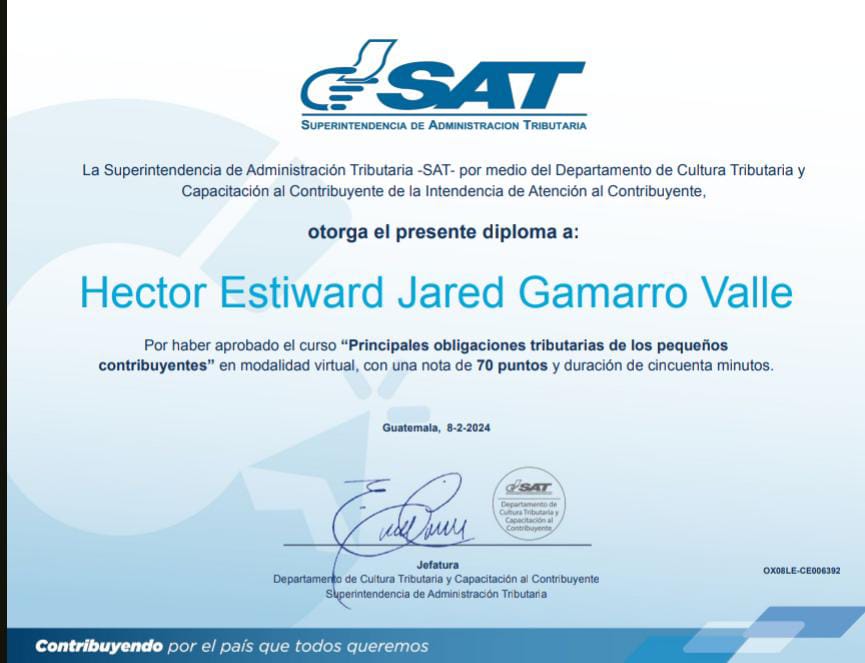 SAT
SUPERINTENDENCIA DE ADMINISTRACION TRIBUTARIA
La Superintendencia de Administración Tributaria -SAT- por medio del Departamento de Cultura Tributaria y
Capacitación al Contribuyente de la Intendencia de Atención al Contribuyente,
otorga el presente diploma a:
Hector Estiward Jared Gamarro Valle
Por haber aprobado el curso “Principales obligaciones tributarias de los pequeños
contribuyentes” en modalidad virtual, con una nota de 70 puntos y duración de cincuenta minutos.
Guatemala, 8-2-2024
SAT
Departamento de
Cultura Tributaria y
Capacitación al
Contribuyente
Jefatura
Departamento de Cultura Tributaria y Capacitación al Contribuyente
Superintendencia de Administración Tributaria
OX08LE-CE006392
Contribuyendo por el país que todos queremos